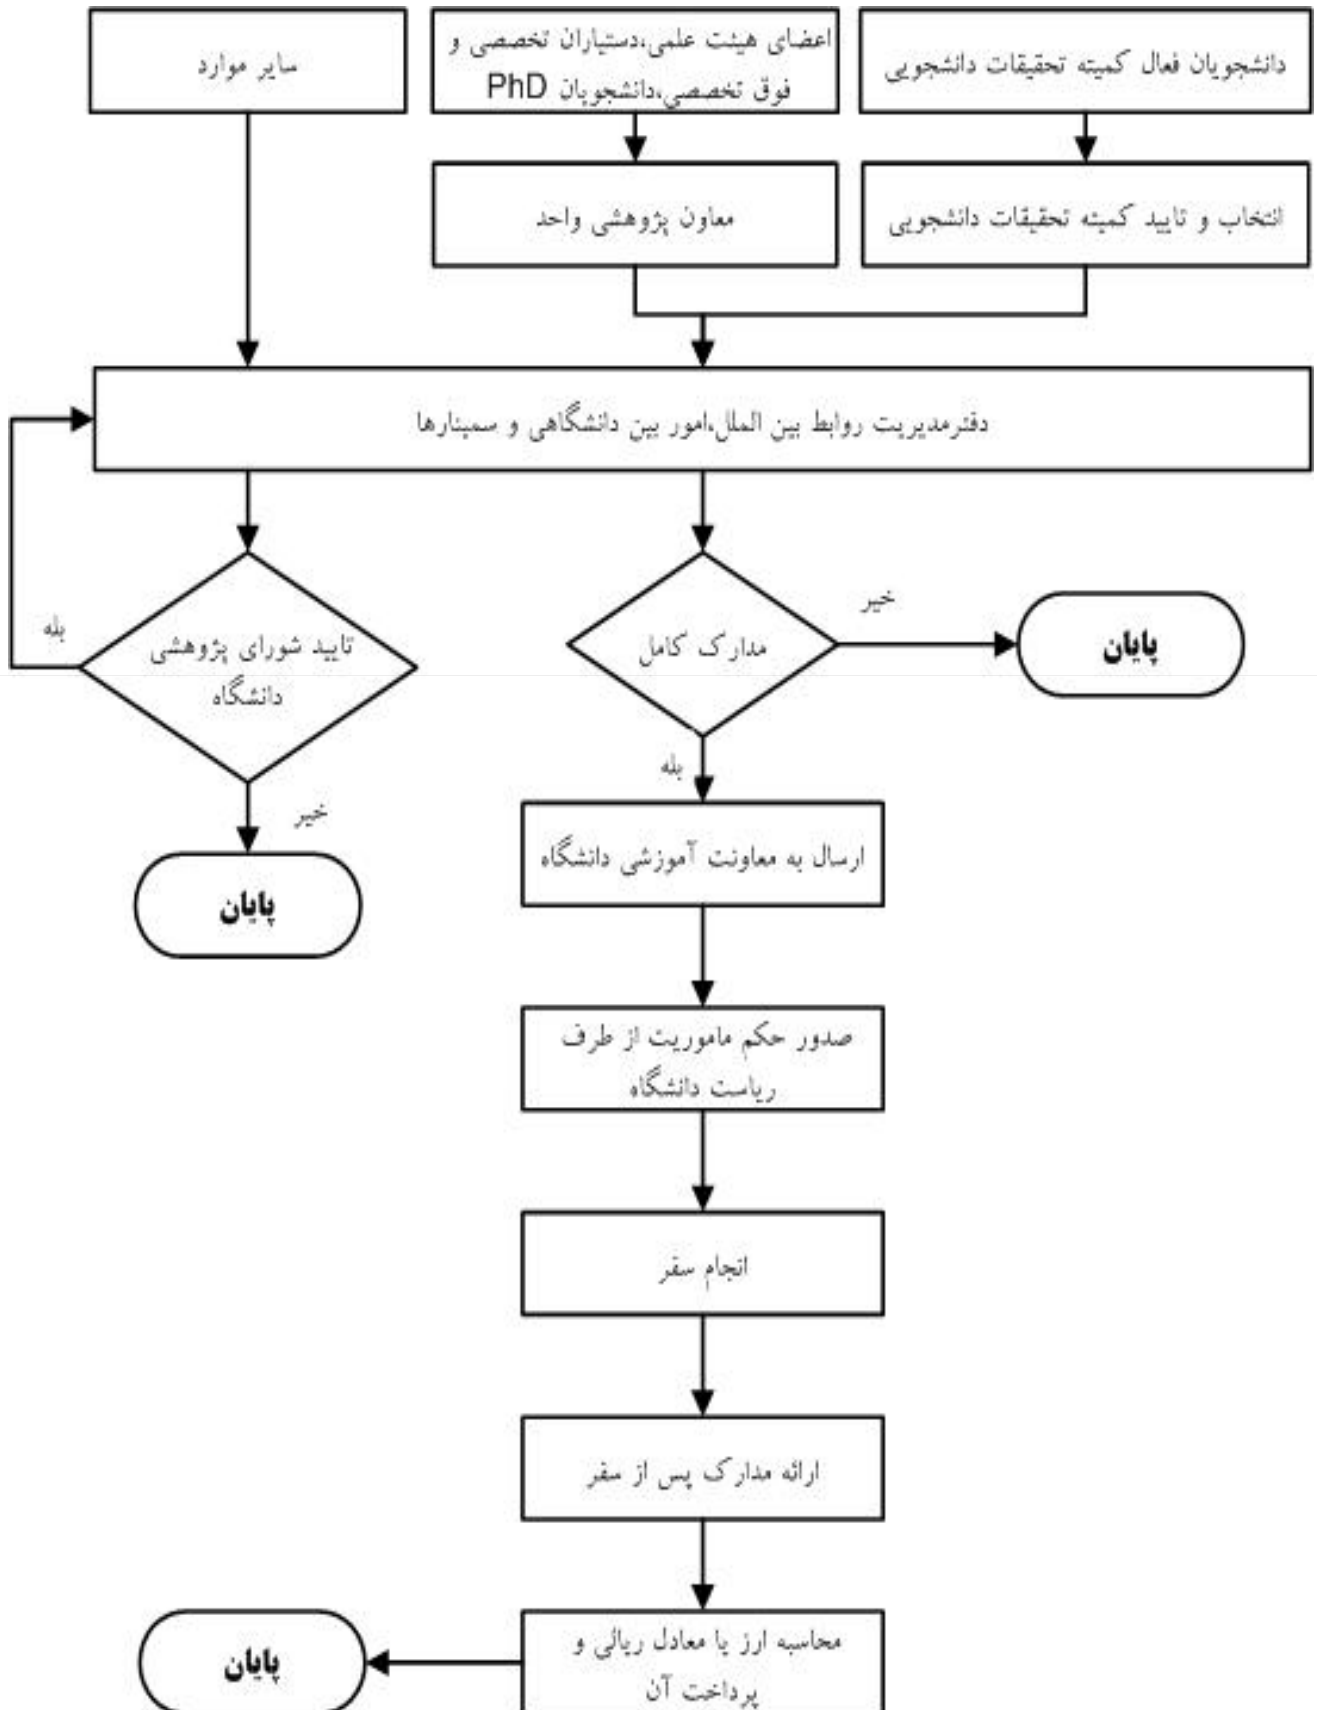 دانشجویان فعال کمیته تحقیقات دانشجویی
اعضای هیئت علمی،دستیاران تخصصی و
فوق تخصصی،دانشجویان PhD
سایر موارد
انتخاب و تایید کمیته تحقیقات دانشجویی
معاون پژوهشی واحد
دفترمدیریت روابط بین الملل،امور بین دانشگاهی و سمینارها
خیر
مدارک کامل
پایان
بله
تایید شورای پژوهشی
دانشگاه
بله
خیر
پایان
ارسال به معاونت آموزشی دانشگاه
صدور حکم ماموریت از طرف
ریاست دانشگاه
انجام سفر
ارائه مدارک پس از سفر
محاسبه ارز یا معادل ریالی و
پرداخت آن
پایان